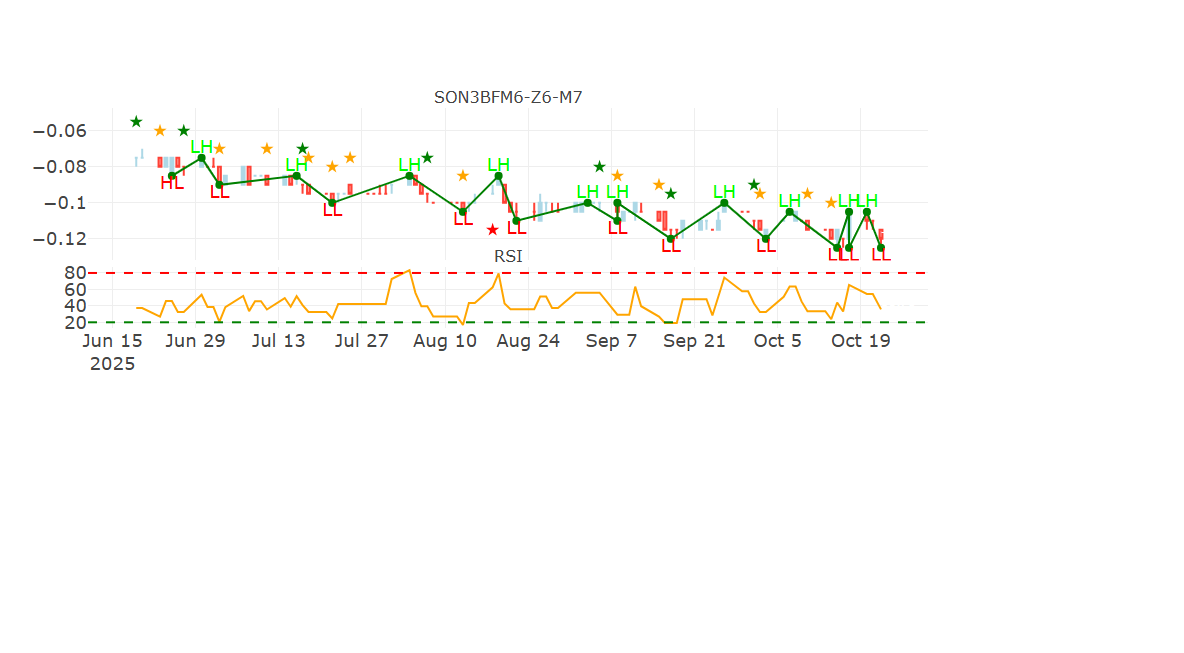 SON3BFM6-Z6-M7
−0.06
LH
−0.08
LH
LH
LH
HL
LL
LH
LH
LH
−0.1
LH
LH
LH
LL
LL
LL
LL
−0.12
LL
LL
LL
LL
LL
RSI
80
60
40
20
Jun 15
2025
Jun 29
Jul 13
Jul 27
Aug 10
Aug 24
Sep 7
Sep 21
Oct 5
Oct 19